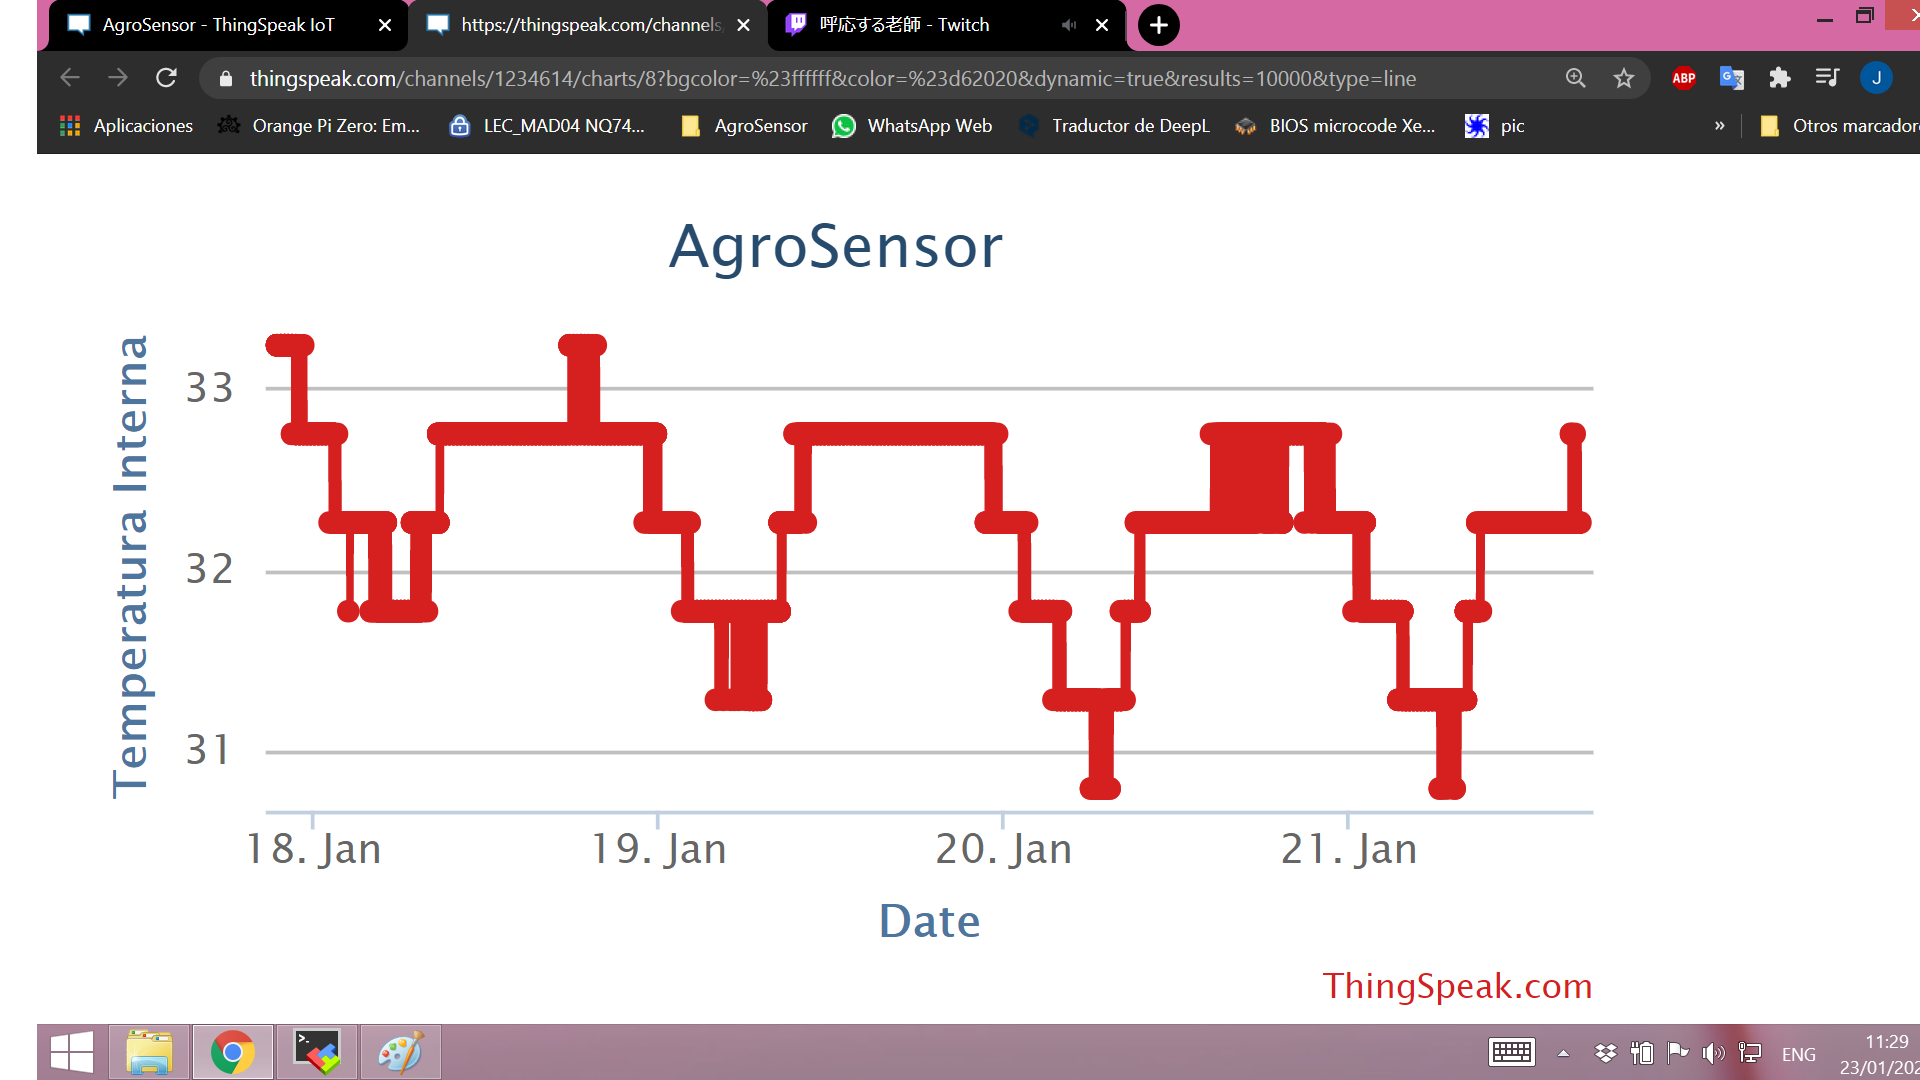 AgroSensor - ThingSpeak IoT
https://thingspeak.com/channels
呼応する老師 - Twitch
thingspeak.com/channels/1234614/charts/8?bgcolor=%23ffffff&color=%23d62020&dynamic=true&results=10000&type=line
ABP
J
Aplicaciones
Orange Pi Zero: Em...
LEC_MAD04 NQ74...
AgroSensor
WhatsApp Web
Traductor de DeepL
BIOS microcode Xe...
pic
»
Otros marcador
AgroSensor
Temperatura Interna
33
32
31
18. Jan
19. Jan
20. Jan
21. Jan
Date
ThingSpeak.com
ENG
11:29
23/01/202